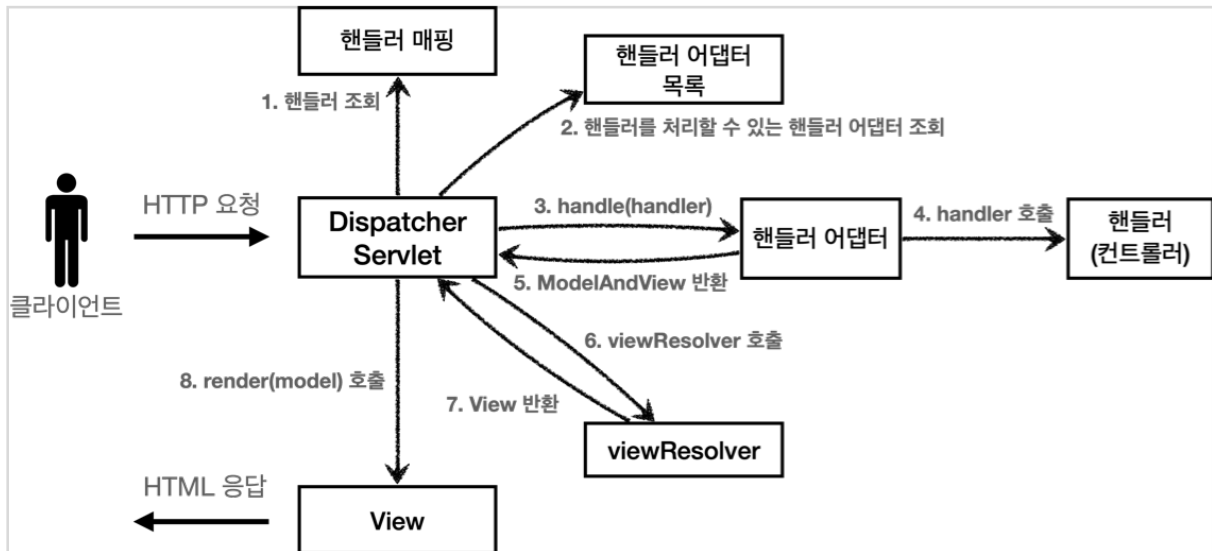 핸들러 매핑
핸들러 어댑터
목록
1. 핸들러 조회
2. 핸들러를 처리할 수 있는 핸들러 어댑터 조회
HTTP 요청
Dispatcher
Servlet
3. handle(handler)
핸들러 어댑터
4. handler 호출
핸들러
(컨트롤러)
5. ModelAndView 반환
클라이언트
6. viewResolver 호출
8. render(model) 호출
7. View 반환
viewResolver
HTML 응답
View